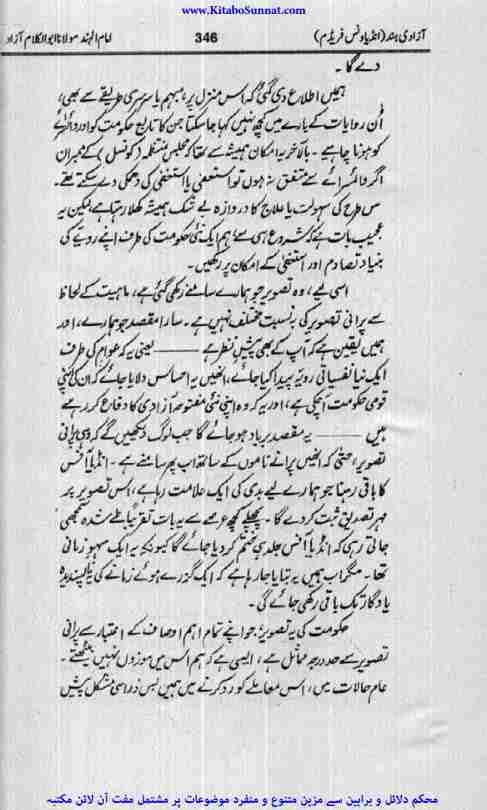 www.KitaboSunnat.com
آزادی ہند (انڈیا ونس فریڈم) 346 امام الہند مولانا ابوالکلام آزاد
دے گا۔
ہمیں اطلاع دی گئی کہ اس منزل پر، مبہم یا سرسری طریقے سے بھی،
اُن روایات کے بارے میں کچھ نہیں کہا جا سکتا جن کا تابع حکومت کو اور وائسرائے
کو ہونا چاہیے۔ بالآخر یہ امکان ہمیشہ سے تھا کہ مجلس منتظمہ (کونسل) کے ممبران
اگر وائسرائے سے متفق نہ ہوں تو استعفیٰ یا استعفیٰ کی دھمکی دے سکتے تھے۔
اس طرح کی سہولت یا علاج کا دروازہ بے شک ہمیشہ کھلا رہتا ہے، لیکن یہ
عجیب بات ہے کہ شروع ہی سے، ہم ایک نئی حکومت کی طرف اپنے رویے کی
بنیاد تصادم اور استعفیٰ کے امکان پر رکھیں۔
اسی لیے، وہ تصویر جو ہمارے سامنے رکھی گئی ہے، ماہیت کے لحاظ
سے پرانی تصویر کی بہ نسبت مختلف نہیں ہے۔ سارا مقصد جو ہمارے، اور
ہمیں یقین ہے کہ آپ کے بھی پیشِ نظر ہے —— یعنی یہ کہ عوام کی طرف
ایک نیا نفسیاتی رویہ پیدا کیا جائے، انھیں یہ احساس دلایا جائے کہ ان کی اپنی
قومی حکومت آ چکی ہے، اور یہ کہ وہ اپنی نئی مفتوحہ آزادی کا دفاع کر رہے
ہیں —— یہ مقصد برباد ہو جائے گا جب لوگ دیکھیں گے کہ وہی پرانی
تصویر، حتیٰ کہ انھیں پرانے ناموں کے ساتھ اب پھر سامنے ہے۔ انڈیا آفس
کا باقی رہنا جو ہمارے لیے بدی کی ایک علامت رہا ہے، اس تصویر پر
مہر تصدیق ثبت کر دے گا۔ پچھلے کچھ عرصے سے یہ بات تقریباً طے شدہ سمجھی
جاتی رہی کہ انڈیا آفس جلد ہی ختم کر دیا جائے گا کیونکہ یہ ایک سہو زمانی
تھا۔ مگر اب ہمیں یہ بتایا جا رہا ہے کہ ایک گزرے ہوئے زمانے کی ناپسندیدہ
یادگار تک باقی رکھی جائے گی۔
حکومت کی یہ تصویر، جو اپنے تمام اہم اوصاف کے اعتبار سے پرانی
تصویر سے حد درجہ مماثل ہے، ایسی ہے کہ ہم اس میں موزوں نہیں بیٹھتے۔
عام حالات میں، اس معاملے کو رد کرنے میں ہمیں بس ذرا سی مشکل پیش
محکم دلائل و براہین سے مزین متنوع و منفرد موضوعات پر مشتمل مفت آن لائن مکتبہ